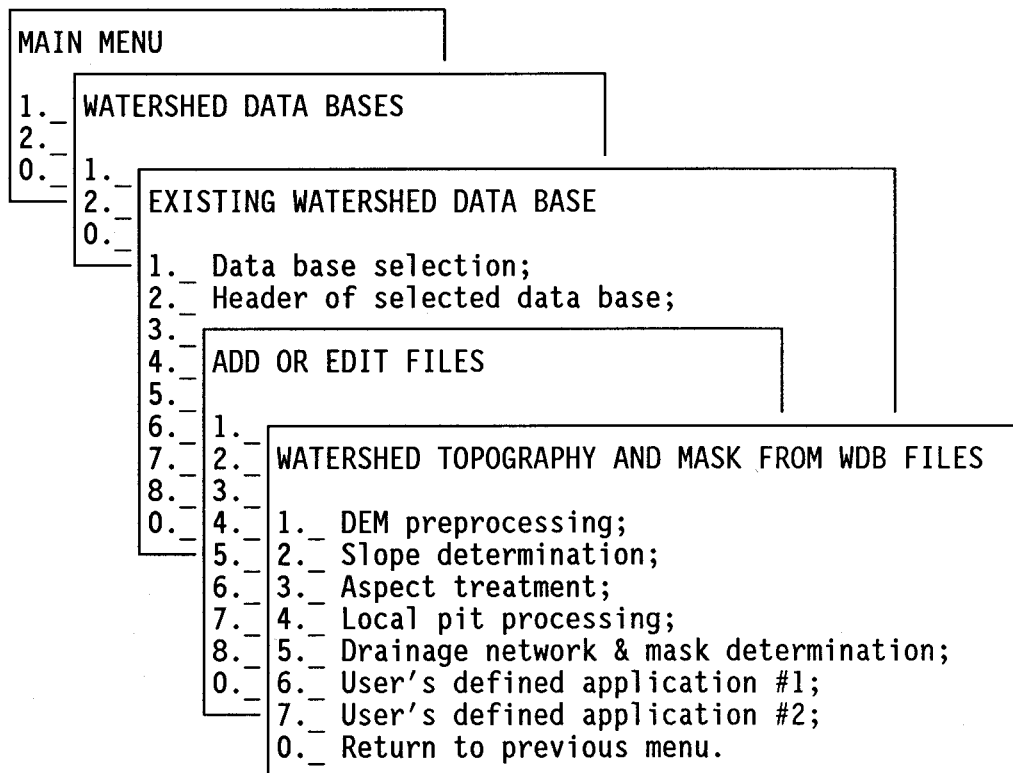 MAIN MENU
1._
2._
0._
WATERSHED DATA BASES
1._
2._
0._
EXISTING WATERSHED DATA BASE
1._ Data base selection;
2._ Header of selected data base;
3._
4._
5._
6._
7._
8._
0._
ADD OR EDIT FILES
1._
2._
3._
4._
5._
6._
7._
8._
0._
WATERSHED TOPOGRAPHY AND MASK FROM WDB FILES
1._ DEM preprocessing;
2._ Slope determination;
3._ Aspect treatment;
4._ Local pit processing;
5._ Drainage network & mask determination;
6._ User's defined application #1;
7._ User's defined application #2;
0._ Return to previous menu.